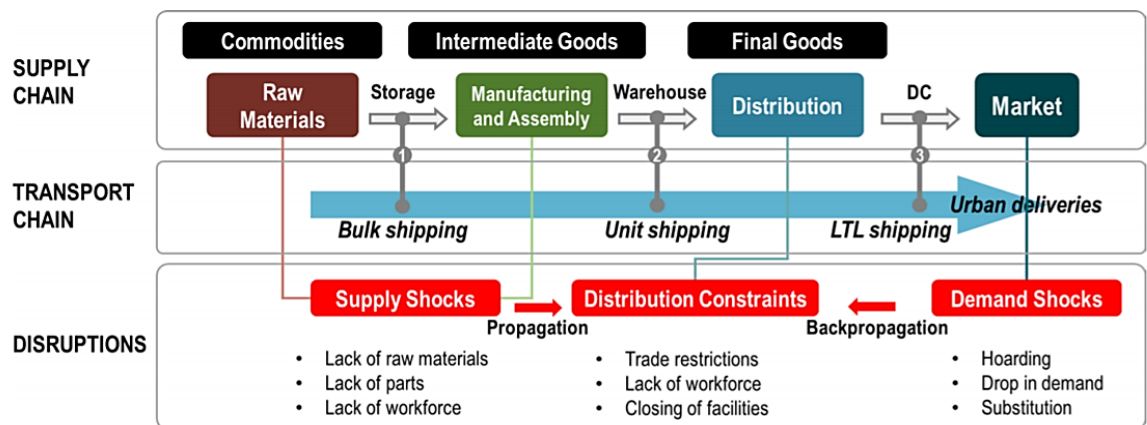 Commodities
Intermediate Goods
Final Goods
SUPPLY
CHAIN
Raw
Materials
Storage
Manufacturing
and Assembly
Warehouse
Distribution
DC
Market
1
2
3
TRANSPORT
CHAIN
Urban deliveries
Bulk shipping
Unit shipping
LTL shipping
DISRUPTIONS
Supply Shocks
Distribution Constraints
Demand Shocks
Propagation
Backpropagation
• Lack of raw materials
• Lack of parts
• Lack of workforce
• Trade restrictions
• Lack of workforce
• Closing of facilities
• Hoarding
• Drop in demand
• Substitution